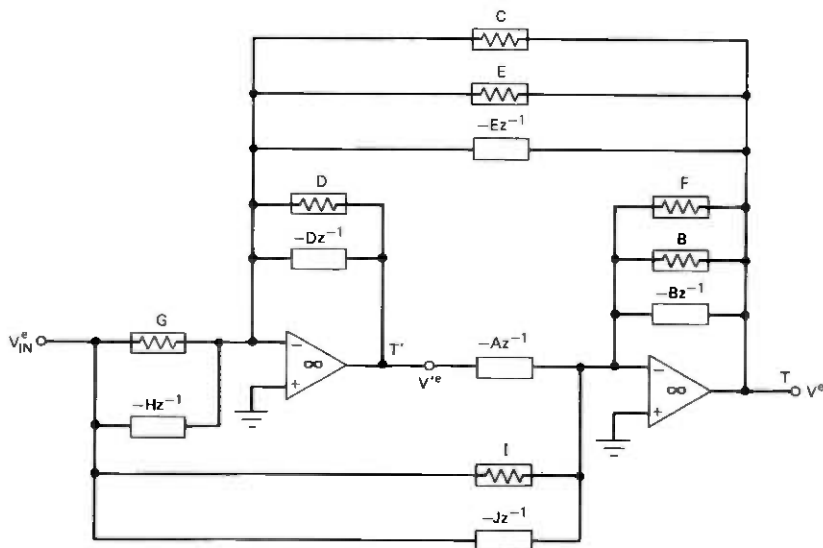 C
E
−Ez⁻¹
D
−Dz⁻¹
F
B
−Bz⁻¹
G
V^e_IN
−Hz⁻¹
−
∞
+
T'
V'^e
−Az⁻¹
−
∞
+
T
V^e
I
−Jz⁻¹